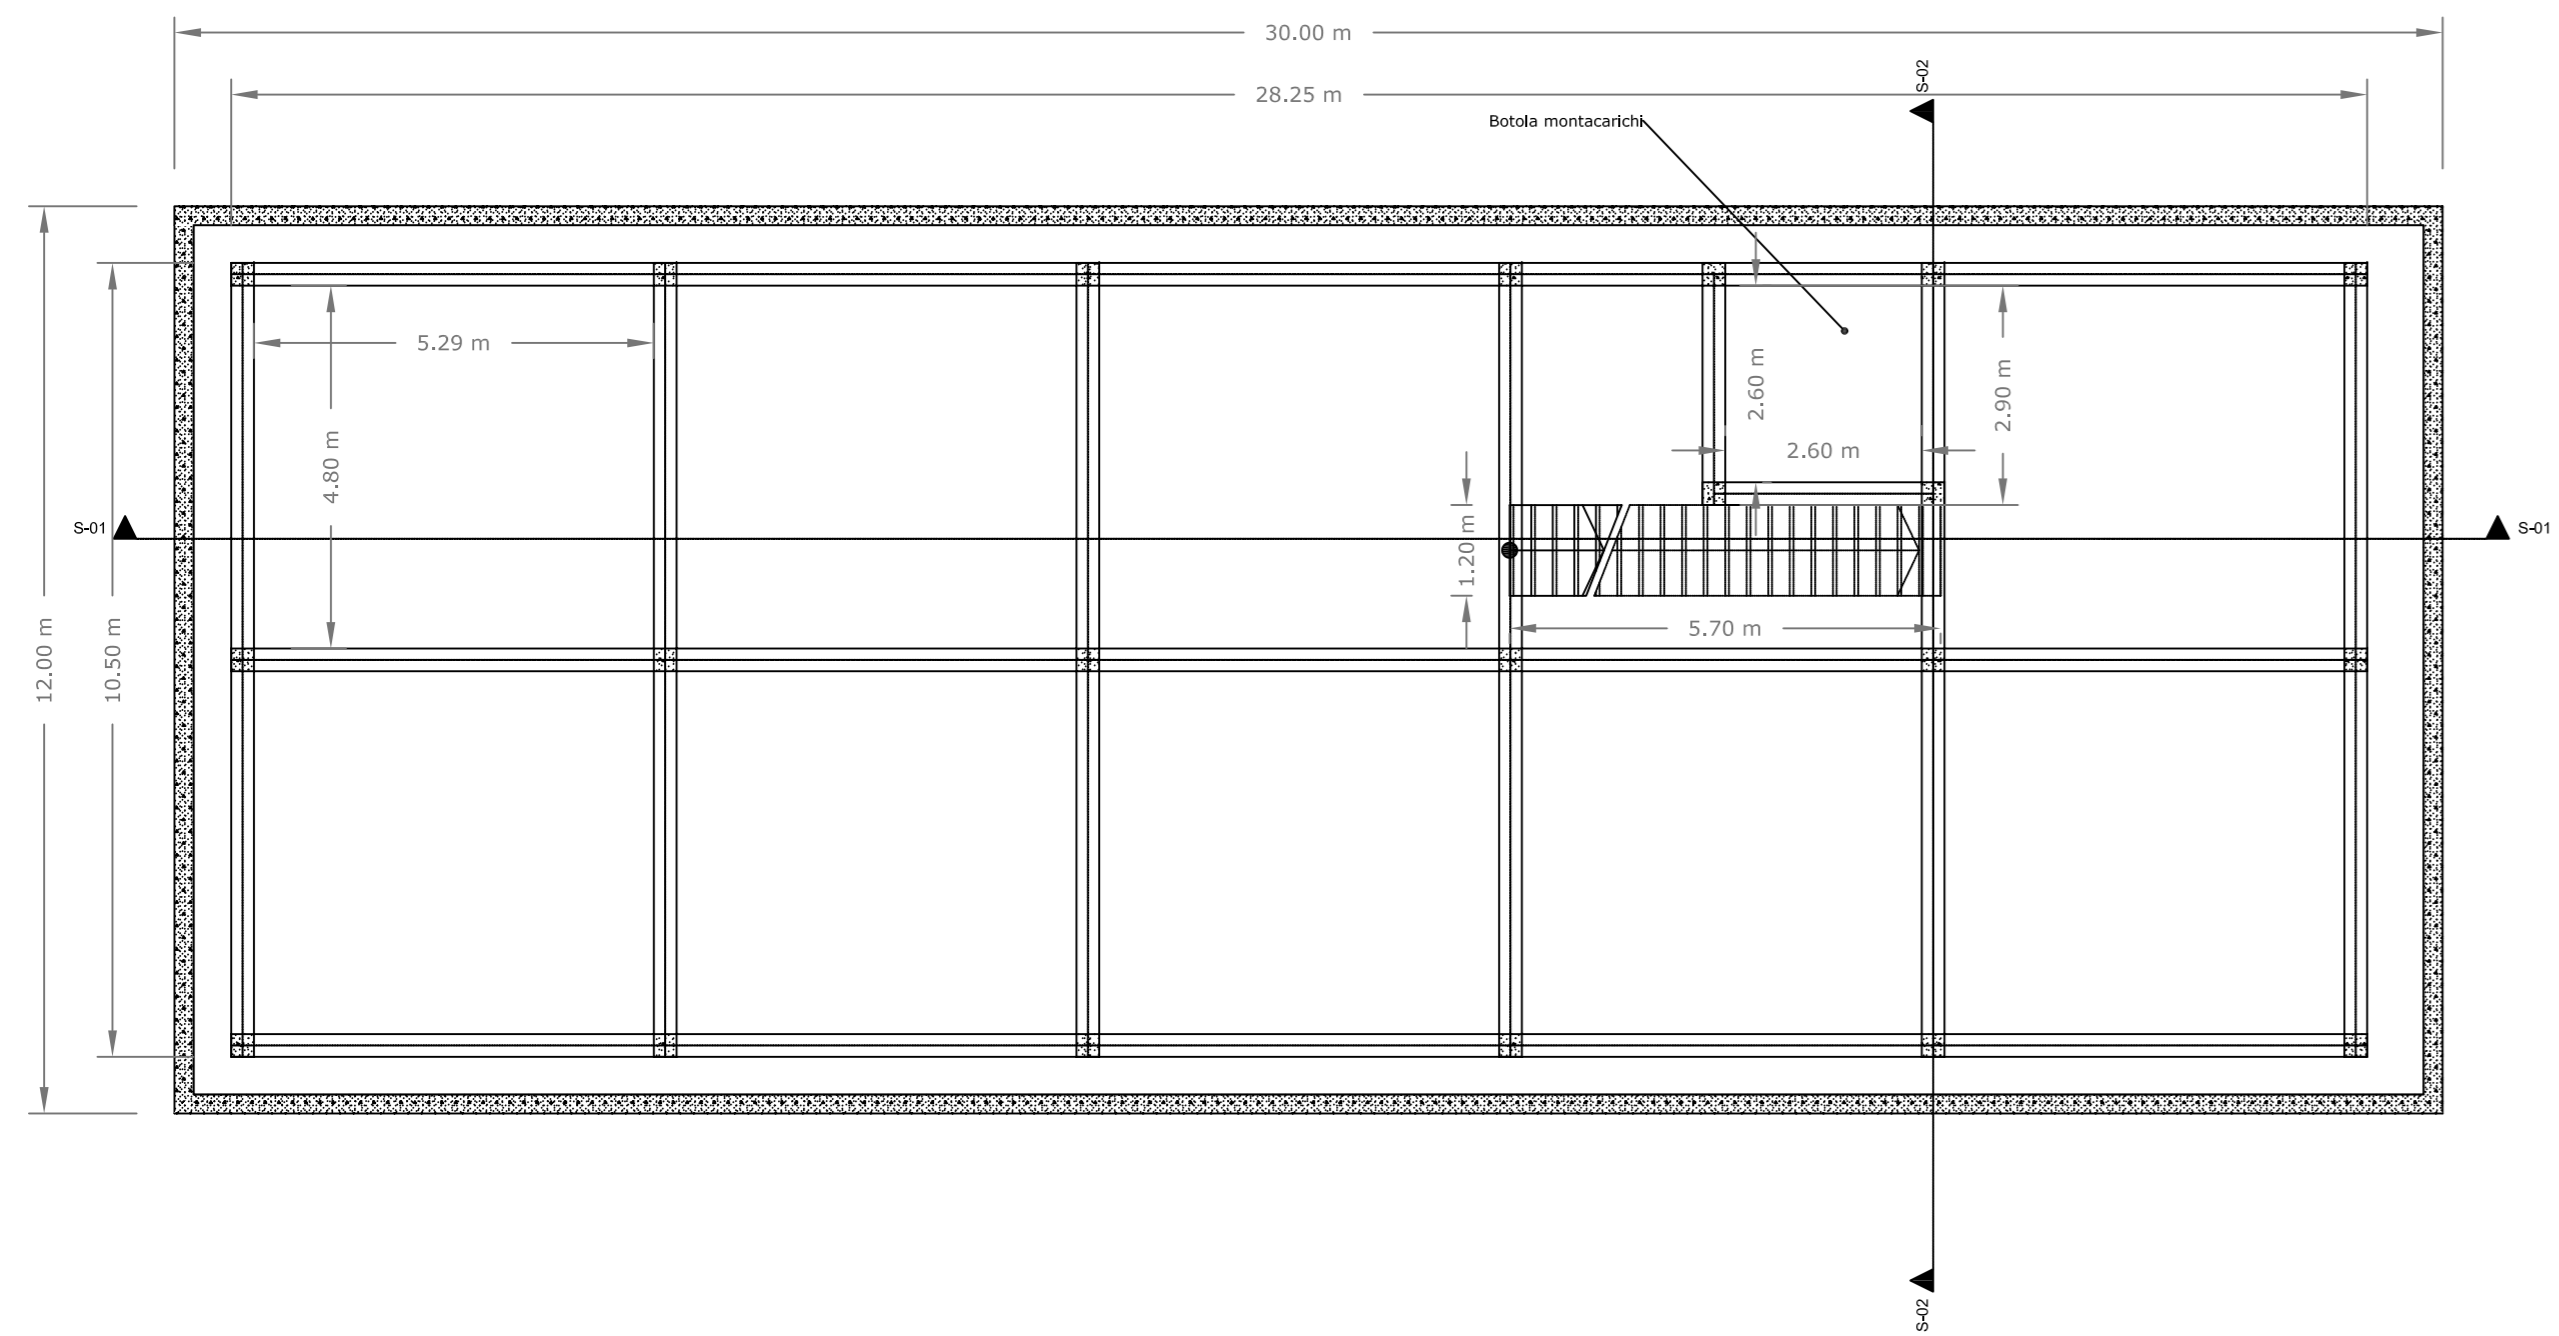 30.00 m
28.25 m
S-02
Botola montacarichi
5.29 m
4.80 m
2.60 m
2.90 m
2.60 m
S-01
S-01
1.20 m
5.70 m
12.00 m
10.50 m
S-02